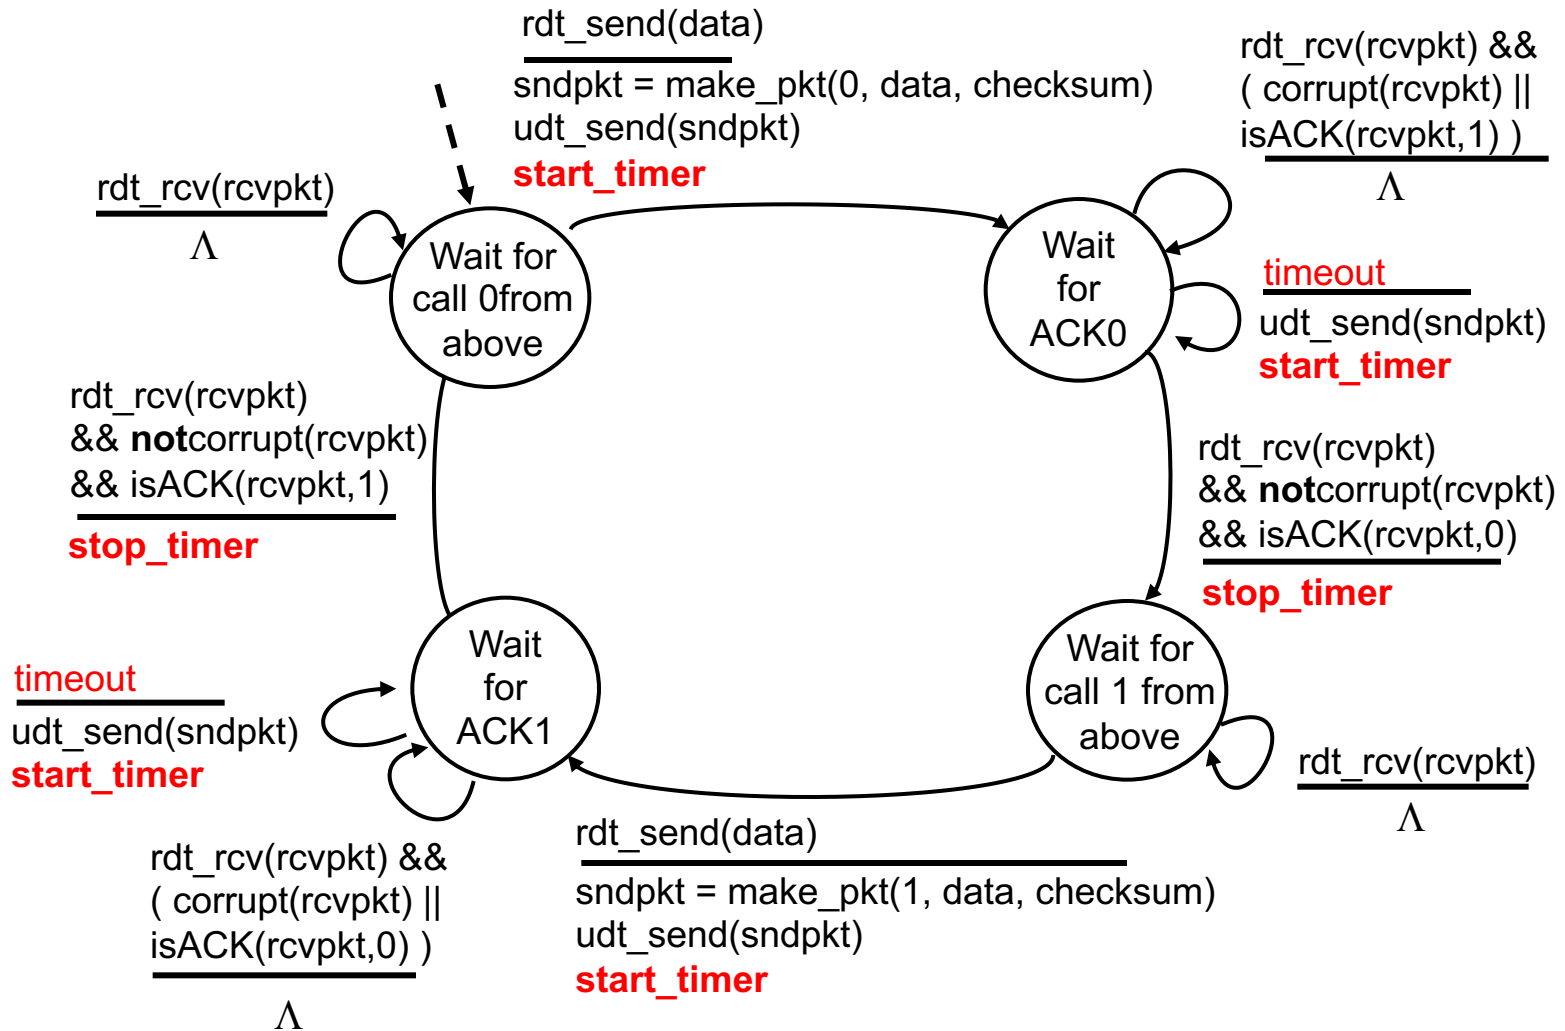 rdt_send(data)
sndpkt = make_pkt(0, data, checksum)
udt_send(sndpkt)
start_timer
rdt_rcv(rcvpkt) &&
( corrupt(rcvpkt) ||
isACK(rcvpkt,1) )
Λ
rdt_rcv(rcvpkt)
Λ
Wait for
call 0from
above
Wait
for
ACK0
timeout
udt_send(sndpkt)
start_timer
rdt_rcv(rcvpkt)
&& notcorrupt(rcvpkt)
&& isACK(rcvpkt,1)
stop_timer
rdt_rcv(rcvpkt)
&& notcorrupt(rcvpkt)
&& isACK(rcvpkt,0)
stop_timer
Wait
for
ACK1
Wait for
call 1 from
above
timeout
udt_send(sndpkt)
start_timer
rdt_rcv(rcvpkt)
Λ
rdt_rcv(rcvpkt) &&
( corrupt(rcvpkt) ||
isACK(rcvpkt,0) )
Λ
rdt_send(data)
sndpkt = make_pkt(1, data, checksum)
udt_send(sndpkt)
start_timer